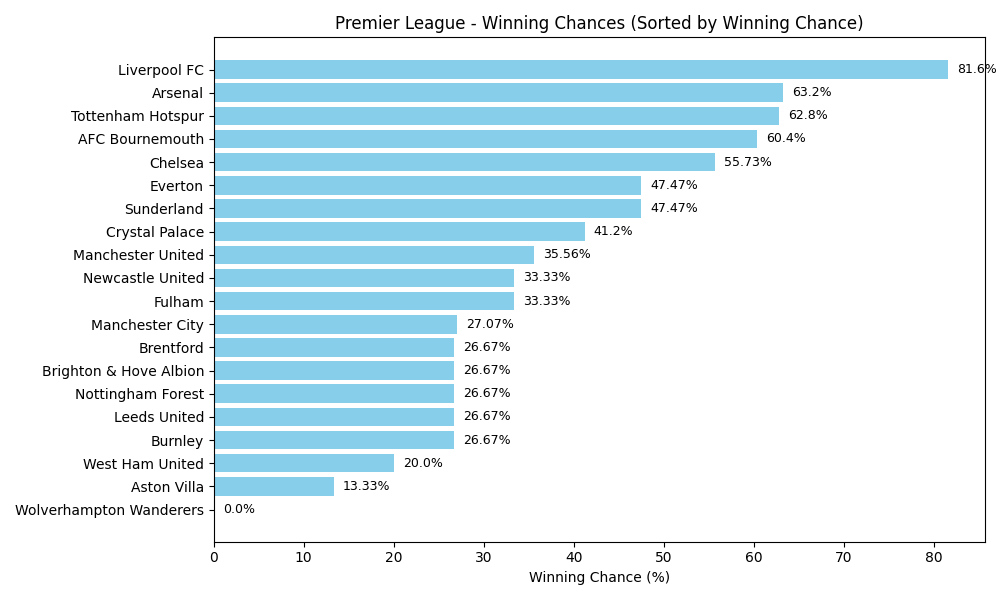 Premier League - Winning Chances (Sorted by Winning Chance)
Liverpool FC 81.6%
Arsenal 63.2%
Tottenham Hotspur 62.8%
AFC Bournemouth 60.4%
Chelsea 55.73%
Everton 47.47%
Sunderland 47.47%
Crystal Palace 41.2%
Manchester United 35.56%
Newcastle United 33.33%
Fulham 33.33%
Manchester City 27.07%
Brentford 26.67%
Brighton & Hove Albion 26.67%
Nottingham Forest 26.67%
Leeds United 26.67%
Burnley 26.67%
West Ham United 20.0%
Aston Villa 13.33%
Wolverhampton Wanderers 0.0%
0 10 20 30 40 50 60 70 80
Winning Chance (%)